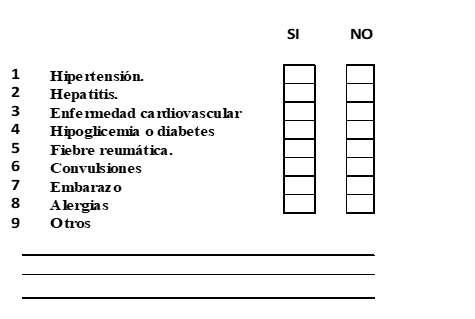 SI NO
1 Hipertensión.
2 Hepatitis.
3 Enfermedad cardiovascular
4 Hipoglicemia o diabetes
5 Fiebre reumática.
6 Convulsiones
7 Embarazo
8 Alergias
9 Otros